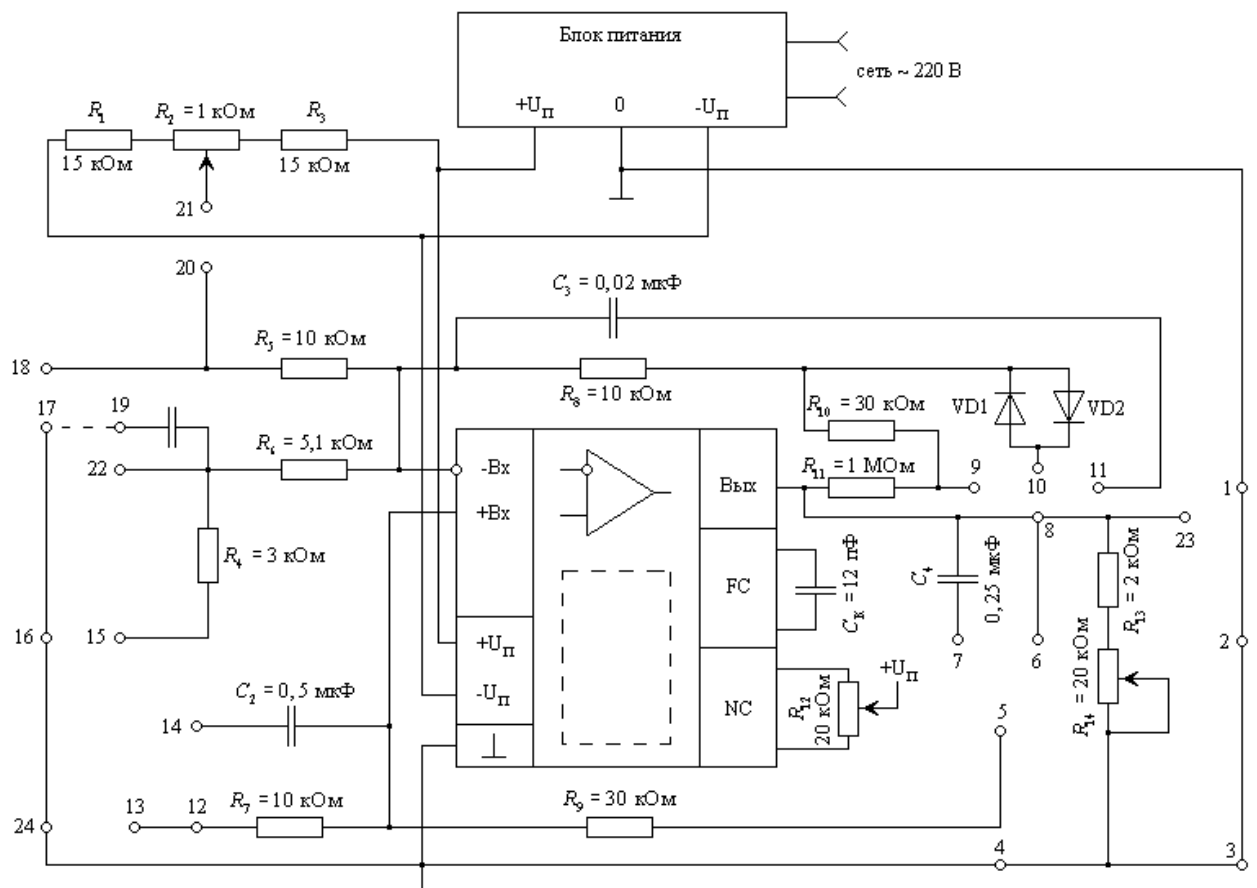 Блок питания
сеть ~ 220 В
+Uп 0 -Uп
R1 R2 = 1 кОм R3
15 кОм 15 кОм
21
20
C3 = 0,02 мкФ
R5 = 10 кОм
18
R8 = 10 кОм
17 19
R10 = 30 кОм
VD1 VD2
R6 = 5,1 кОм
22
-Вх
+Вх
Вых
R11 = 1 МОм
9
10
11
1
8
23
R4 = 3 кОм
FC
Cк = 12 пФ
C4
0,25 мкФ
R13 = 2 кОм
16
15
+Uп
-Uп
7
6
2
C2 = 0,5 мкФ
14
NC
R12
20 кОм
+Uп
5
R14 = 20 кОм
⊥
13 12 R7 = 10 кОм
R9 = 30 кОм
24
4
3